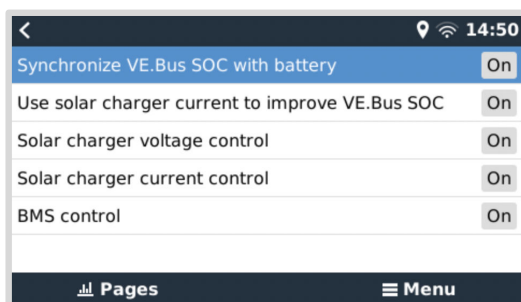 14:50
Synchronize VE.Bus SOC with battery On
Use solar charger current to improve VE.Bus SOC On
Solar charger voltage control On
Solar charger current control On
BMS control On
Pages Menu